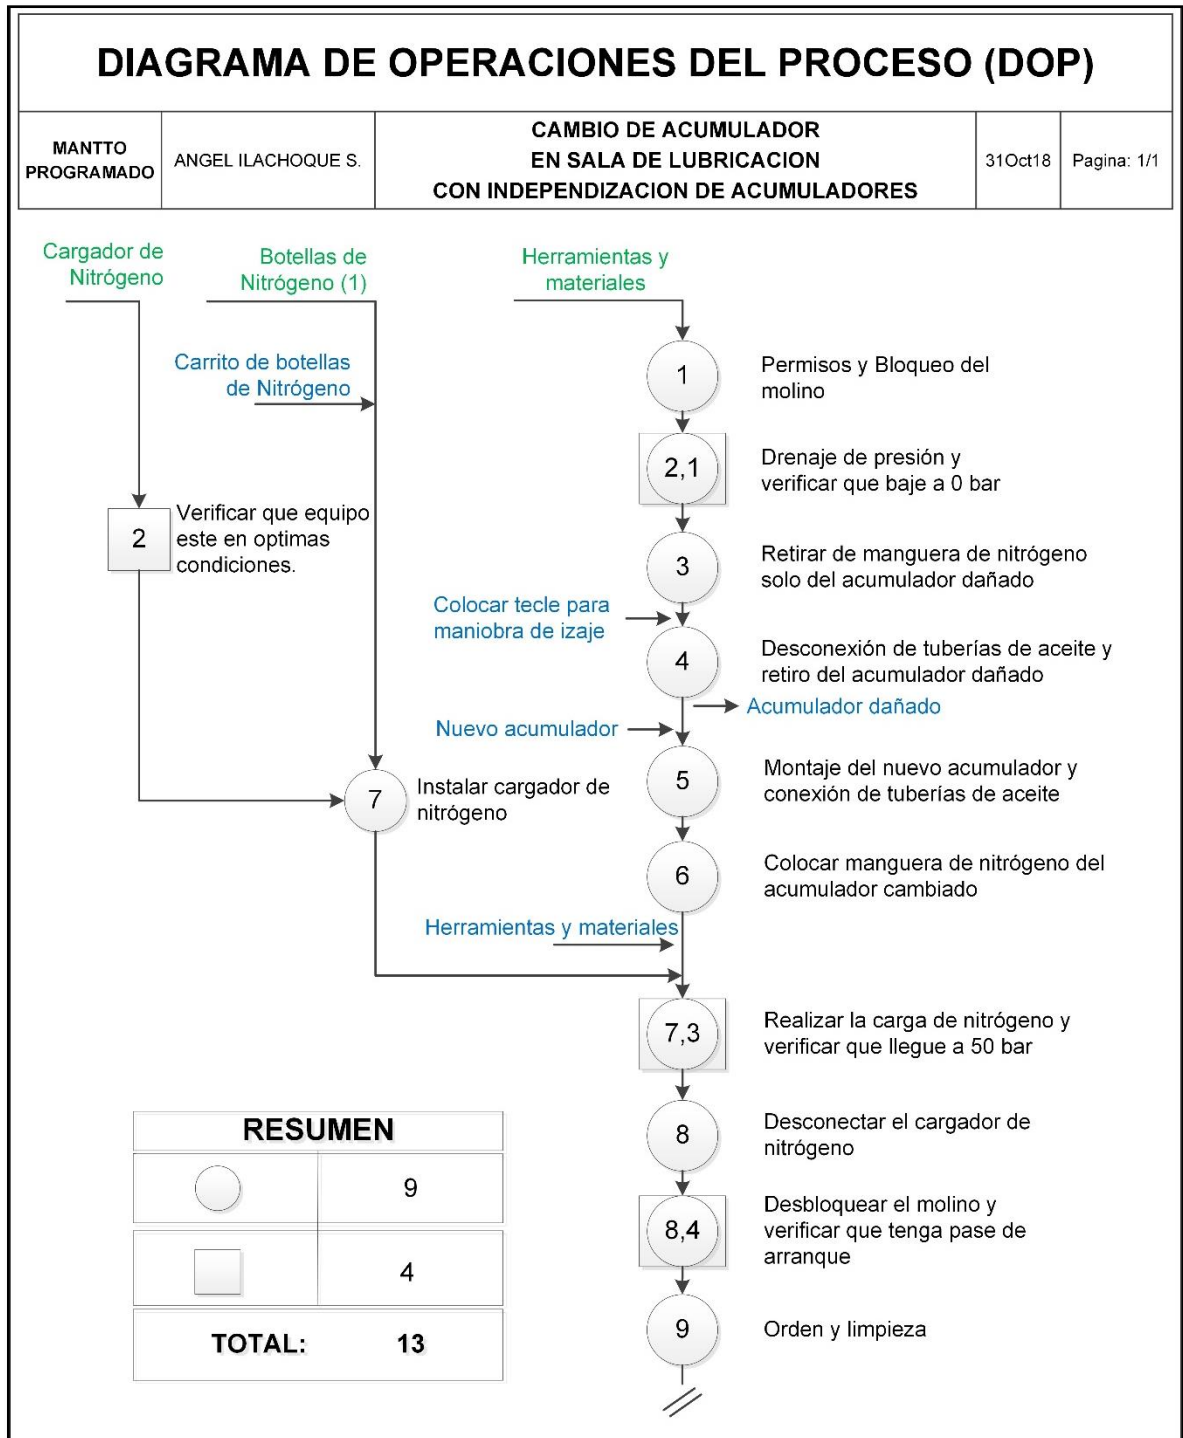 DIAGRAMA DE OPERACIONES DEL PROCESO (DOP)
MANTTO
PROGRAMADO
ANGEL ILACHOQUE S.
CAMBIO DE ACUMULADOR
EN SALA DE LUBRICACION
CON INDEPENDIZACION DE ACUMULADORES
31Oct18
Pagina: 1/1
Cargador de
Nitrógeno
Botellas de
Nitrógeno (1)
Herramientas y
materiales
Carrito de botellas
de Nitrógeno
1
Permisos y Bloqueo del
molino
2,1
Drenaje de presión y
verificar que baje a 0 bar
2
Verificar que equipo
este en optimas
condiciones.
3
Retirar de manguera de nitrógeno
solo del acumulador dañado
Colocar tecle para
maniobra de izaje
4
Desconexión de tuberías de aceite y
retiro del acumulador dañado
Acumulador dañado
Nuevo acumulador
5
Montaje del nuevo acumulador y
conexión de tuberías de aceite
7
Instalar cargador de
nitrógeno
6
Colocar manguera de nitrógeno del
acumulador cambiado
Herramientas y materiales
7,3
Realizar la carga de nitrógeno y
verificar que llegue a 50 bar
8
Desconectar el cargador de
nitrógeno
8,4
Desbloquear el molino y
verificar que tenga pase de
arranque
9
Orden y limpieza
RESUMEN
9
4
TOTAL: 13